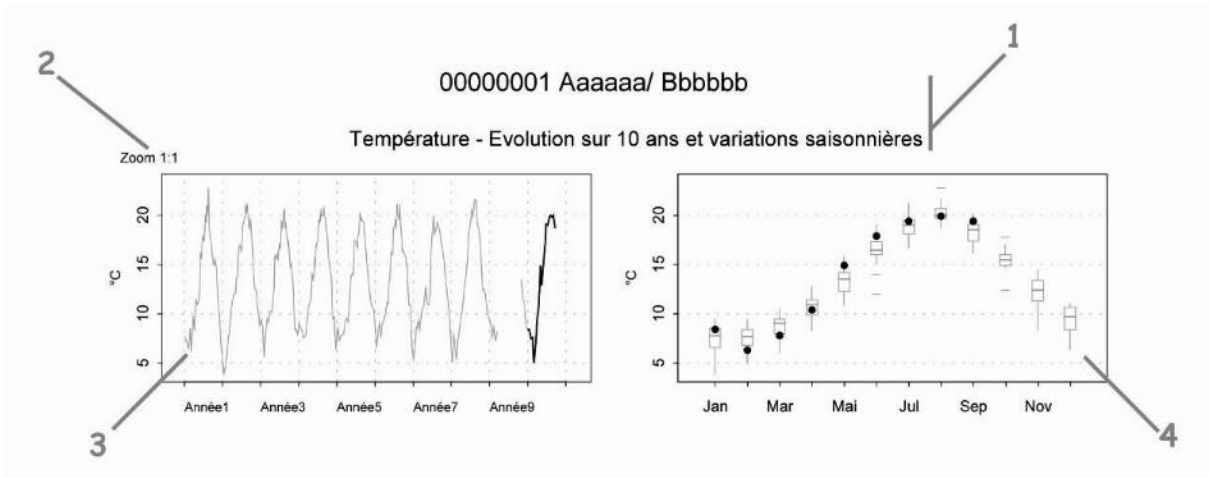 1
2
00000001 Aaaaaa/ Bbbbbb
Température - Evolution sur 10 ans et variations saisonnières
Zoom 1:1
°C
20
15
10
5
Année1 Année3 Année5 Année7 Année9
°C
20
15
10
5
Jan Mar Mai Jul Sep Nov
3
4